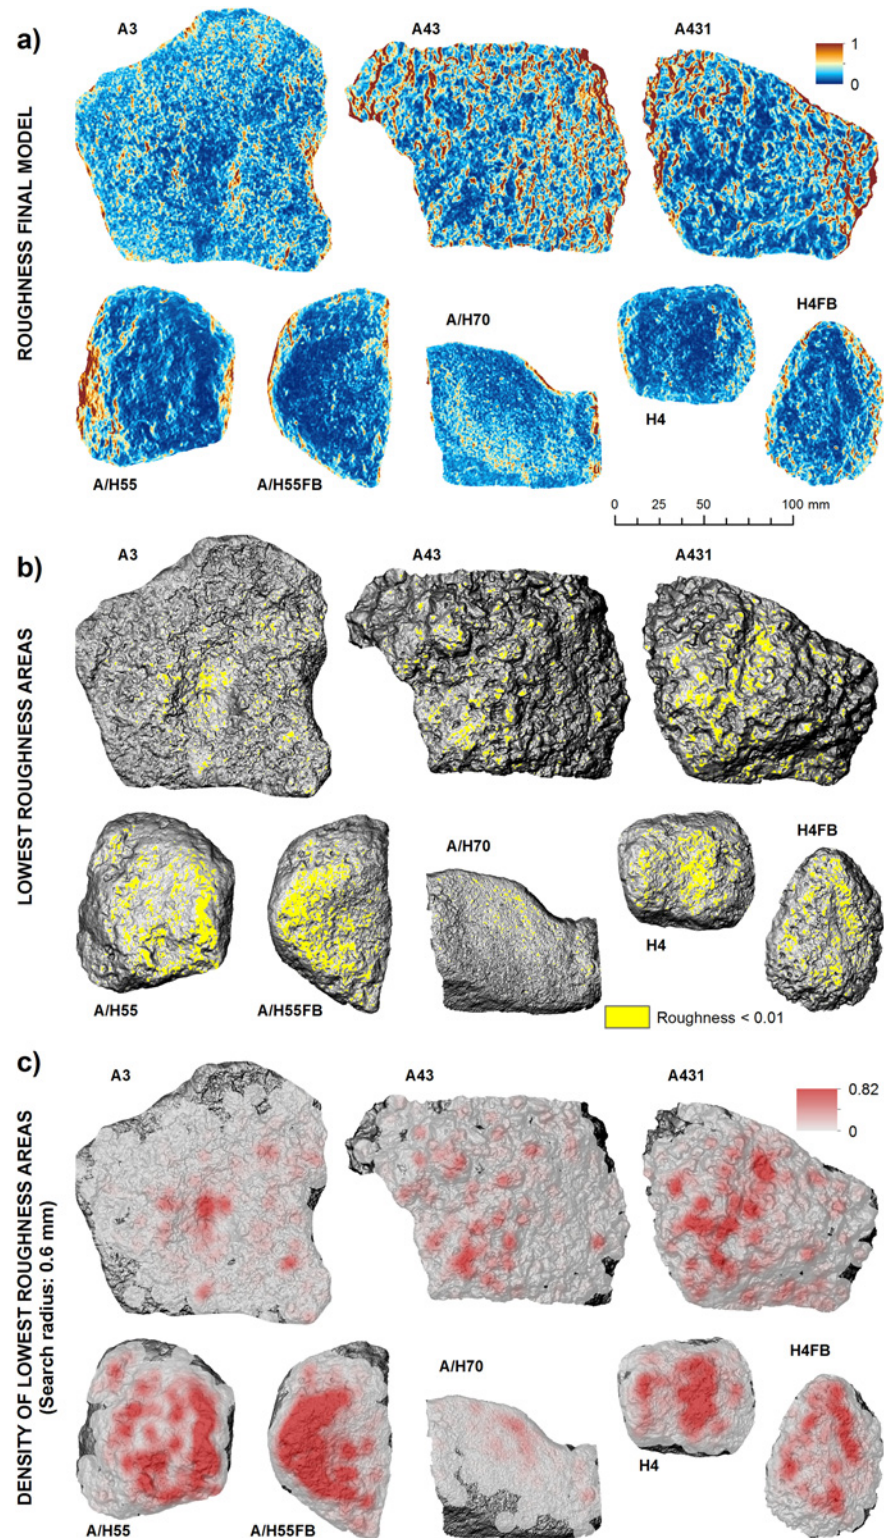 a)
ROUGHNESS FINAL MODEL
A3
A43
A431
1
0
A/H55
A/H55FB
A/H70
H4
H4FB
0 25 50 100 mm
b)
LOWEST ROUGHNESS AREAS
A3
A43
A431
A/H55
A/H55FB
A/H70
H4
H4FB
Roughness < 0.01
c)
DENSITY OF LOWEST ROUGHNESS AREAS
(Search radius: 0.6 mm)
A3
A43
A431
0.82
0
A/H55
A/H55FB
A/H70
H4
H4FB